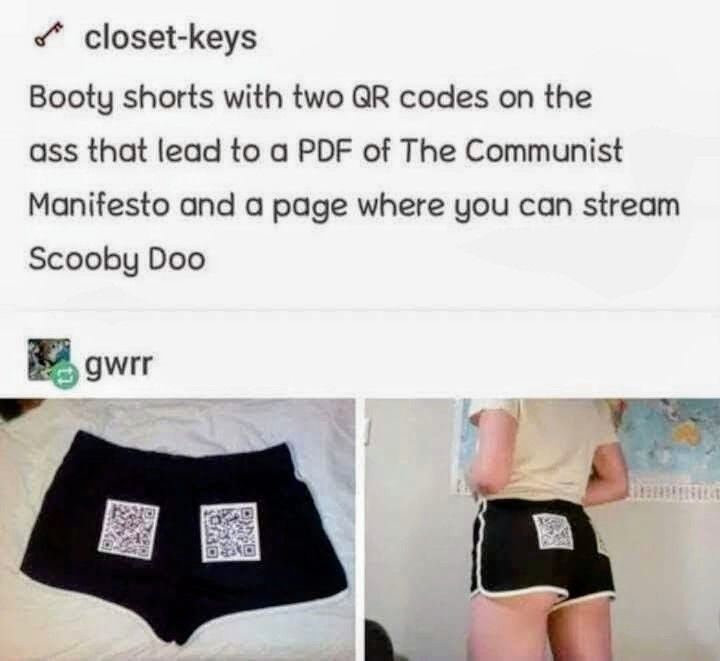 closet-keys
Booty shorts with two QR codes on the
ass that lead to a PDF of The Communist
Manifesto and a page where you can stream
Scooby Doo
gwrr